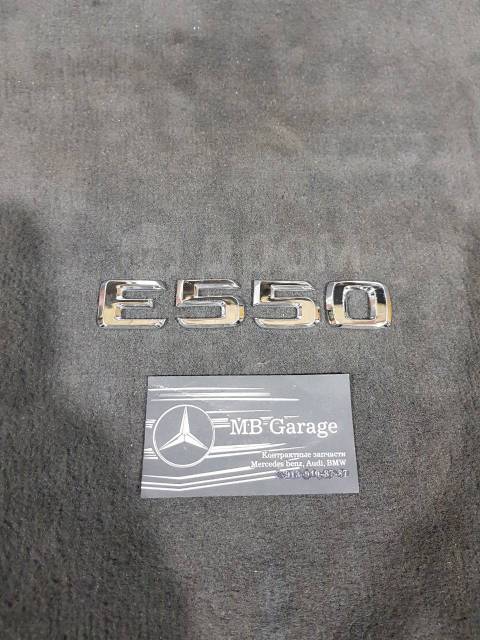 E550
MB Garage
Контрактные запчасти
Mercedes benz, Audi, BMW